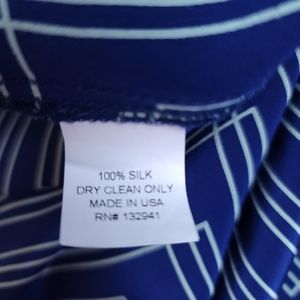 100% SILK
DRY CLEAN ONLY
MADE IN USA
RN# 132941